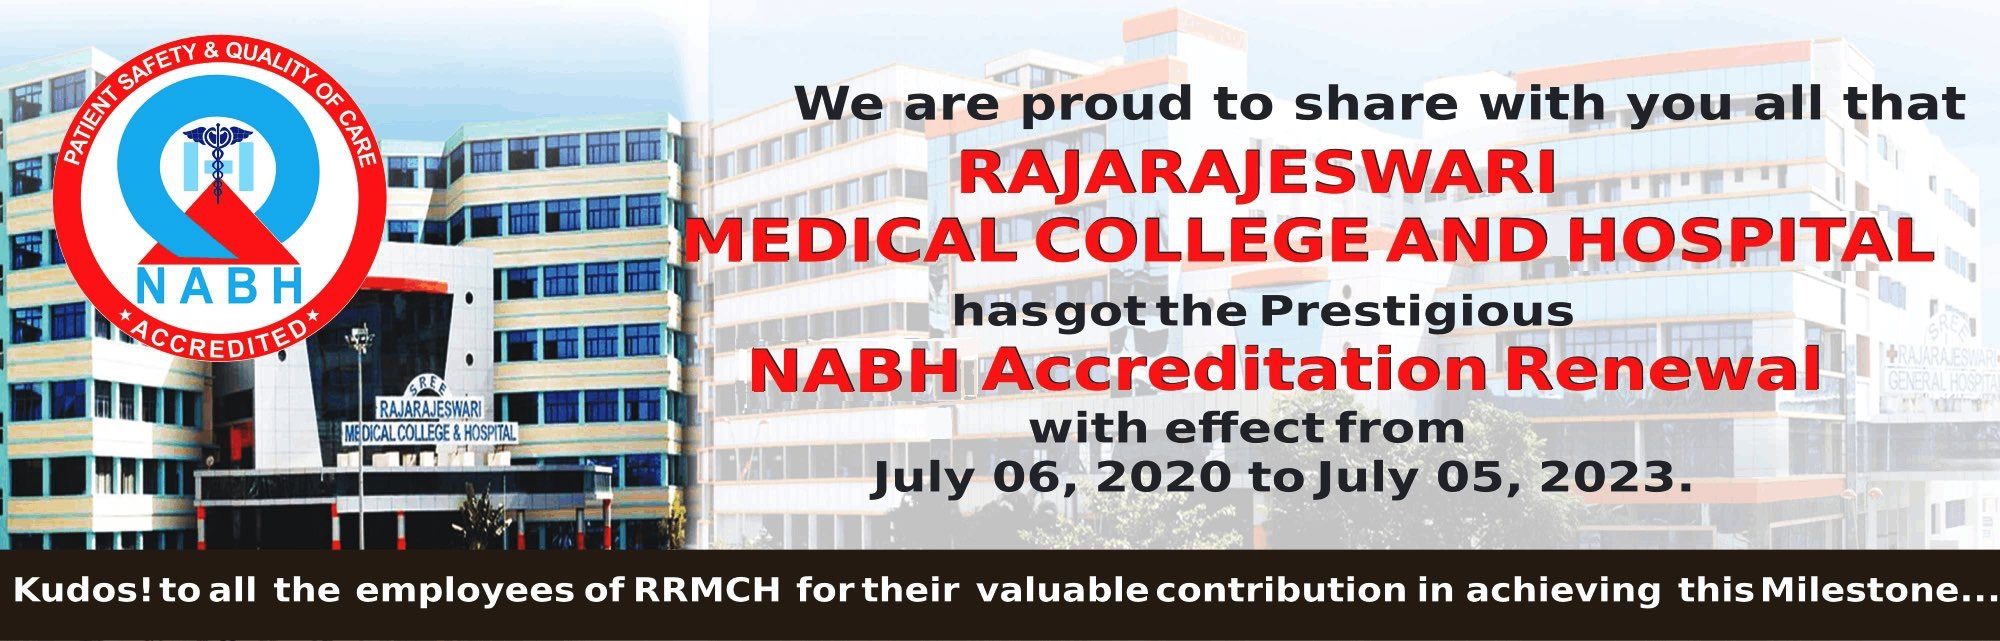 PATIENT SAFETY & QUALITY OF CARE
NABH
ACCREDITED
SREE
RAJARAJESWARI
MEDICAL COLLEGE & HOSPITAL
We are proud to share with you all that
RAJARAJESWARI
MEDICAL COLLEGE AND HOSPITAL
has got the Prestigious
NABH Accreditation Renewal
with effect from
July 06, 2020 to July 05, 2023.
SREE
RAJARAJESWARI
GENERAL HOSPITAL
Kudos! to all the employees of RRMCH for their valuable contribution in achieving this Milestone...